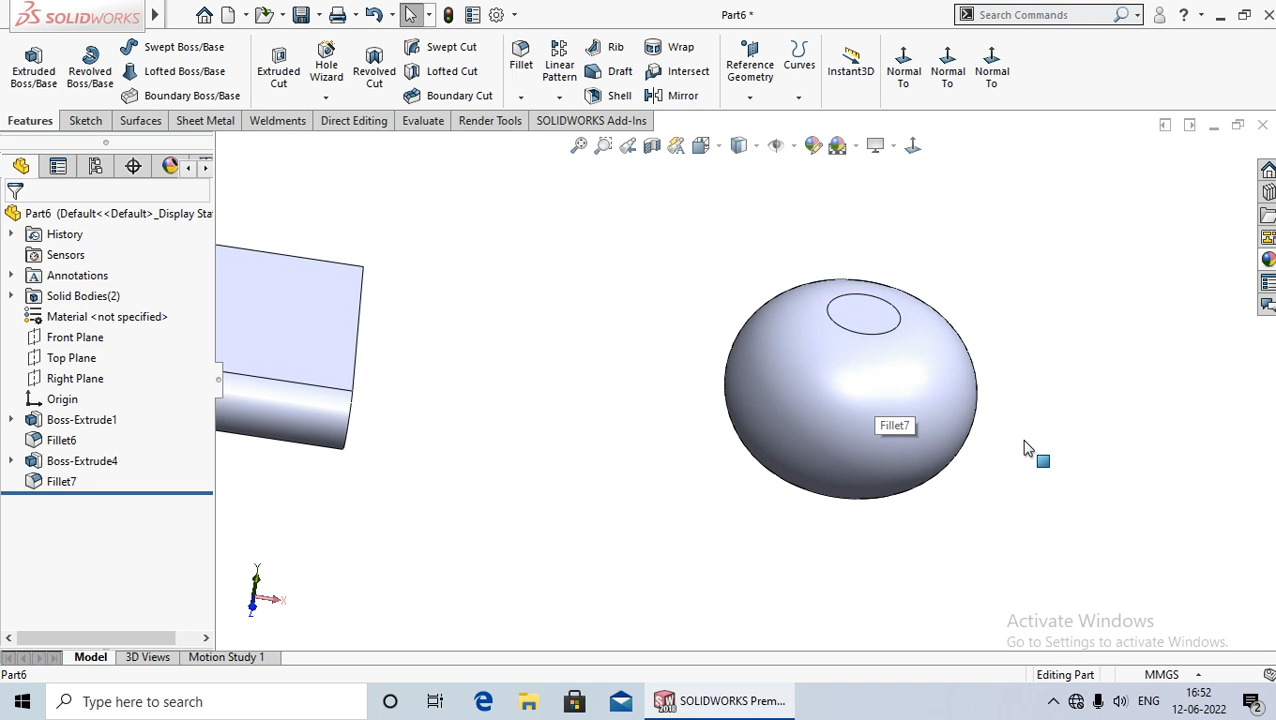 SOLIDWORKS
Part6 *
Search Commands
Extruded Boss/Base
Revolved Boss/Base
Swept Boss/Base
Lofted Boss/Base
Boundary Boss/Base
Extruded Cut
Hole Wizard
Revolved Cut
Swept Cut
Lofted Cut
Boundary Cut
Fillet
Linear Pattern
Rib
Draft
Shell
Wrap
Intersect
Mirror
Reference Geometry
Curves
Instant3D
Normal To
Normal To
Normal To
Features
Sketch
Surfaces
Sheet Metal
Weldments
Direct Editing
Evaluate
Render Tools
SOLIDWORKS Add-Ins
Part6 (Default<<Default>_Display Sta
History
Sensors
Annotations
Solid Bodies(2)
Material <not specified>
Front Plane
Top Plane
Right Plane
Origin
Boss-Extrude1
Fillet6
Boss-Extrude4
Fillet7
Fillet7
Y
X
Z
Activate Windows
Go to Settings to activate Windows.
Model
3D Views
Motion Study 1
Part6
Editing Part
MMGS
Type here to search
SW
2018
SOLIDWORKS Prem...
ENG
16:52
12-06-2022
2